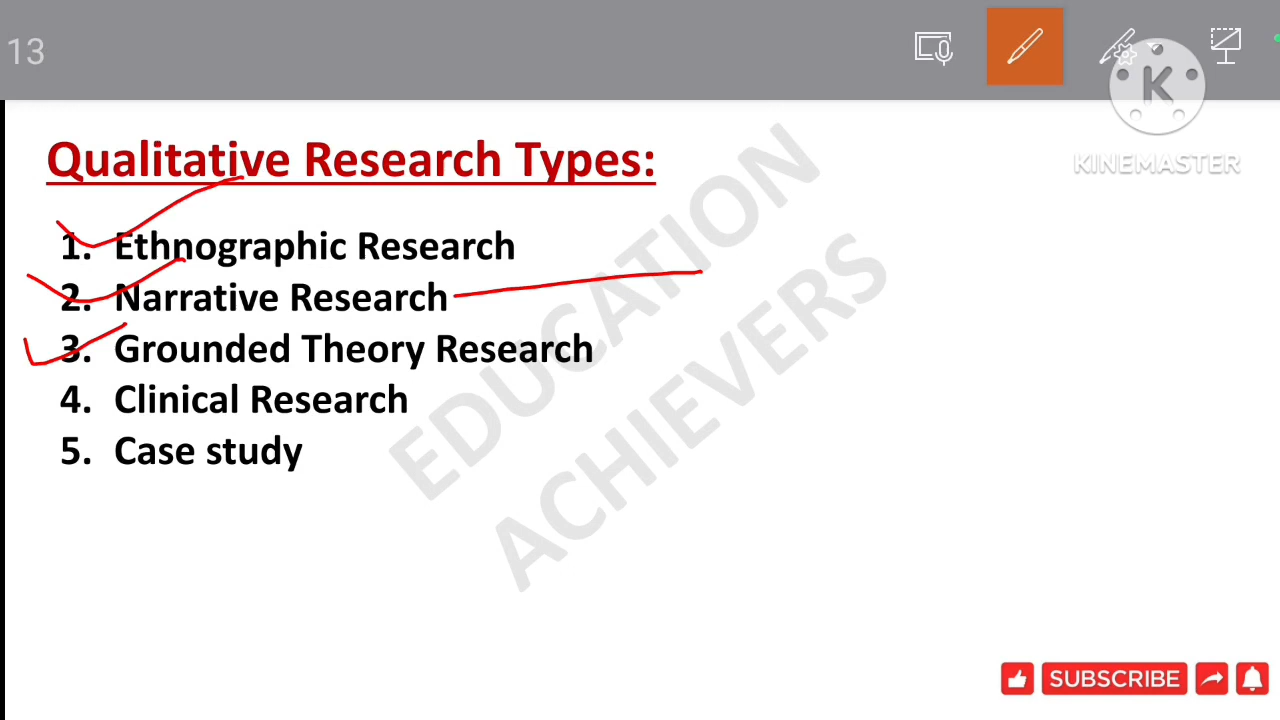 13
K
KINEMASTER
Qualitative Research Types:
1. Ethnographic Research
2. Narrative Research
3. Grounded Theory Research
4. Clinical Research
5. Case study
EDUCATION
ACHIEVERS
SUBSCRIBE